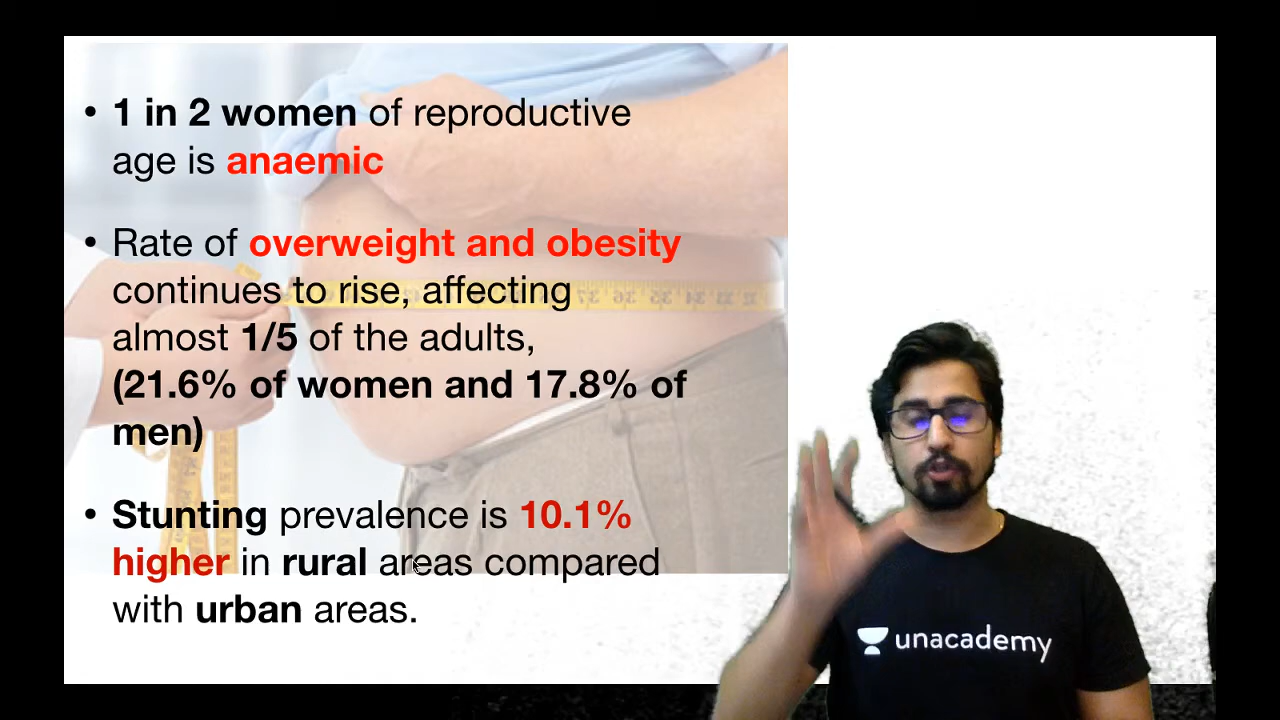 • 1 in 2 women of reproductive
age is anaemic
• Rate of overweight and obesity
continues to rise, affecting
almost 1/5 of the adults,
(21.6% of women and 17.8% of
men)
• Stunting prevalence is 10.1%
higher in rural areas compared
with urban areas.
unacademy